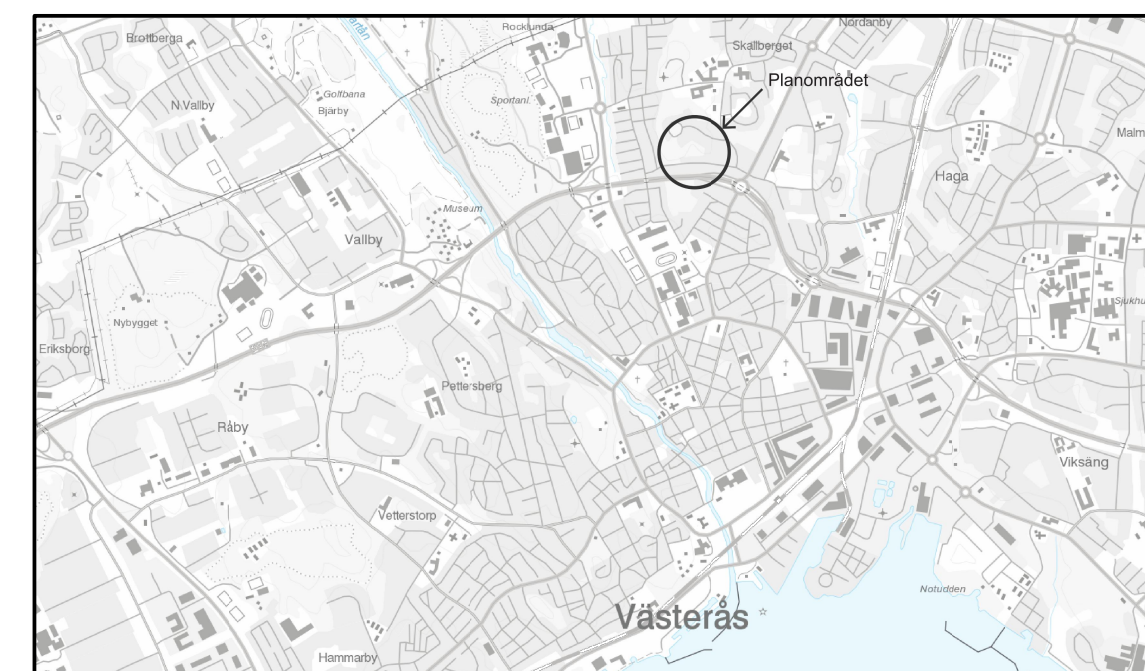 Rocklunda
Nordanby
Brottberga
Skallberget
Planområdet
Golfbana
Bjärby
Sportanl.
N Vallby
Malm
Haga
Museum
Vallby
Sjukhu
Nybygget
Eriksborg
Pettersberg
Råby
Viksäng
Vetterstorp
Notudden
Västerås
Hammarby